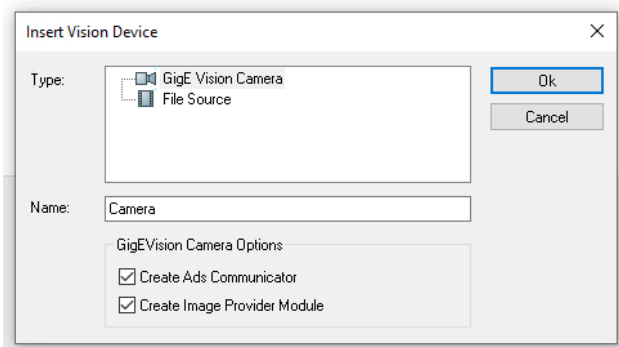 Insert Vision Device
Type:
GigE Vision Camera
File Source
Ok
Cancel
Name:
Camera
GigEVision Camera Options
Create Ads Communicator
Create Image Provider Module